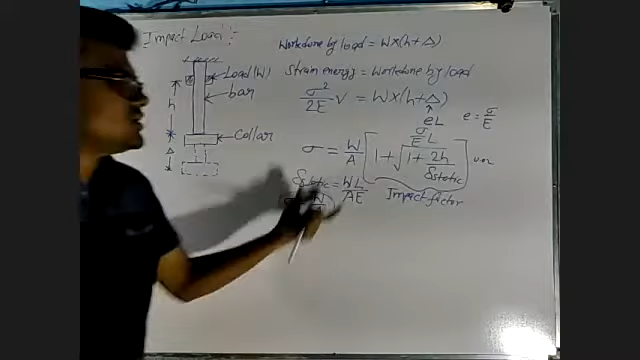 Impact Load :-
Workdone by load = W×(h+Δ)
Strain energy = Workdone by load
Load(W)
bar
h
σ²/2E V = W×(h+Δ)
eL
e = σ/E
σ/E L
Collar
Δ
σ = W/A [1+√(1+2h/δstatic)]
δstatic = WL/AE
Impact factor